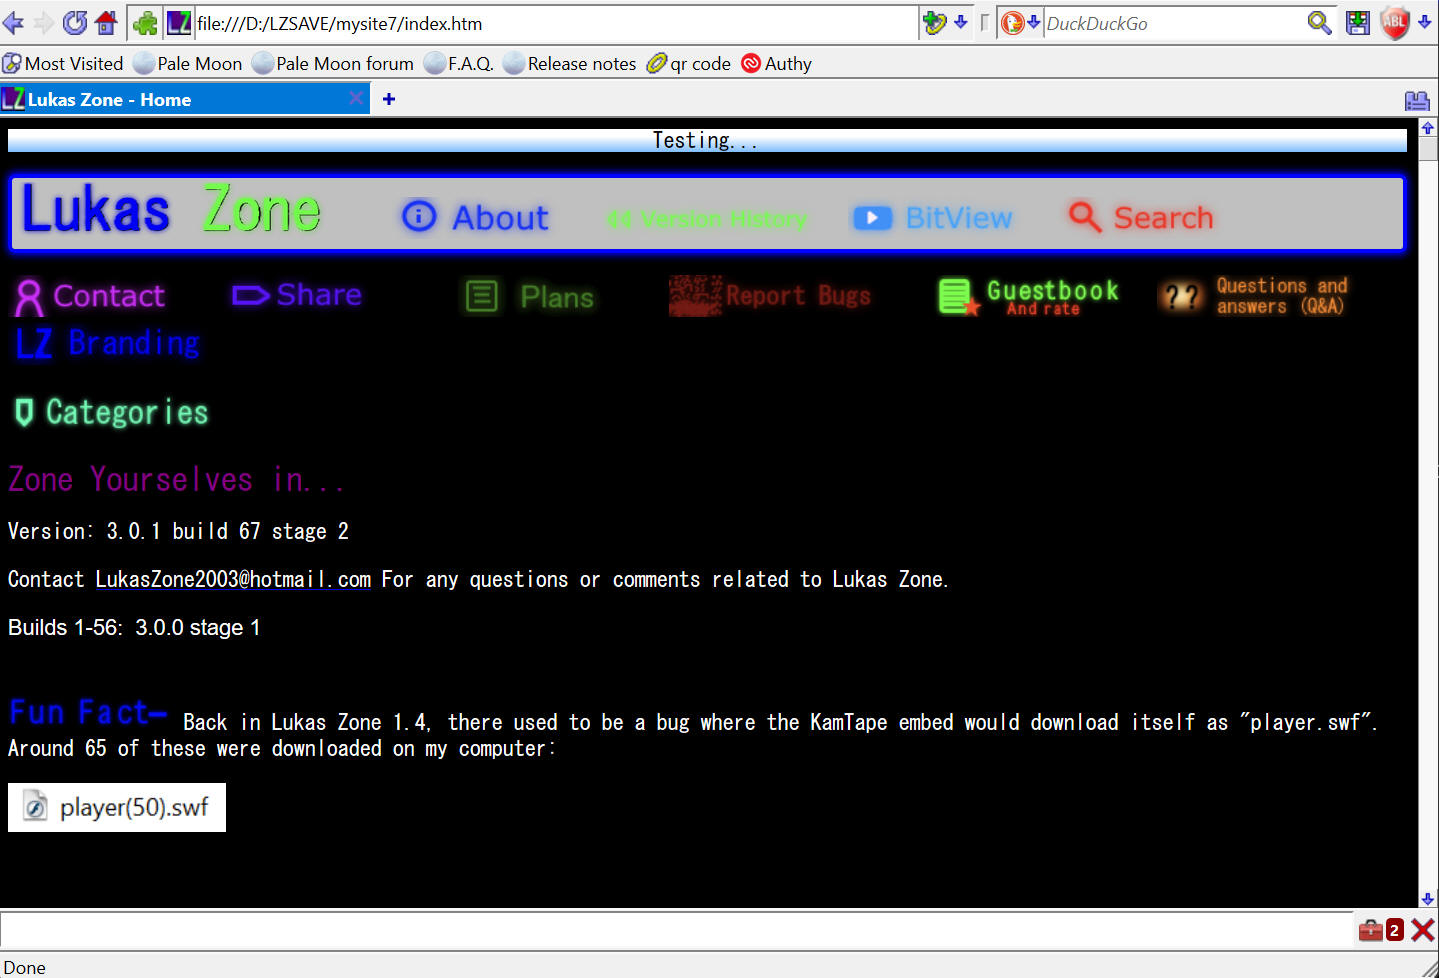 file:///D:/LZSAVE/mysite7/index.htm DuckDuckGo ABL
Most Visited Pale Moon Pale Moon forum F.A.Q. Release notes qr code Authy
LZ Lukas Zone - Home
Testing...
Lukas Zone About Version History BitView Search
Contact Share Plans Report Bugs Guestbook And rate ?? Questions and answers (Q&A)
LZ Branding
Categories
Zone Yourselves in...
Version: 3.0.1 build 67 stage 2
Contact LukasZone2003@hotmail.com For any questions or comments related to Lukas Zone.
Builds 1-56: 3.0.0 stage 1
Fun Fact— Back in Lukas Zone 1.4, there used to be a bug where the KamTape embed would download itself as "player.swf".
Around 65 of these were downloaded on my computer:
player(50).swf
2
Done